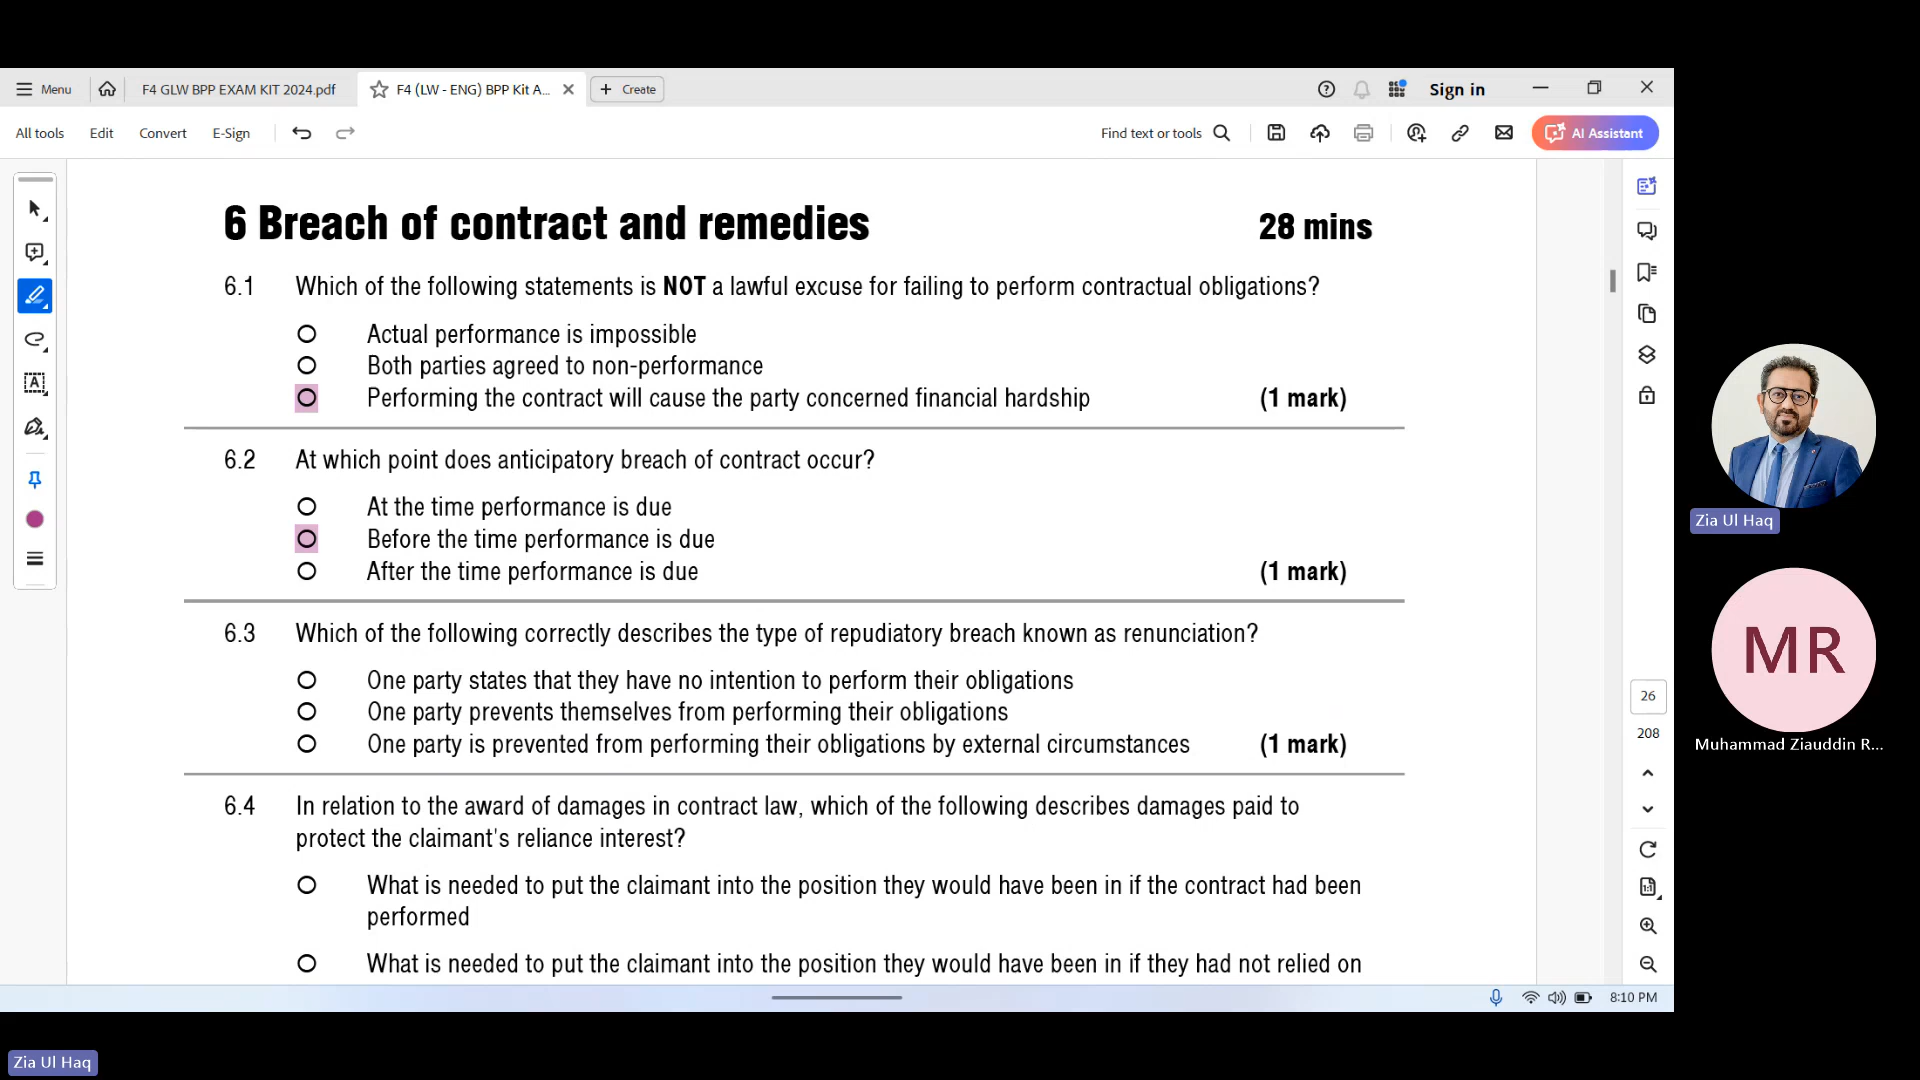 Menu
F4 GLW BPP EXAM KIT 2024.pdf
F4 (LW - ENG) BPP Kit A...
Create
Sign in
All tools
Edit
Convert
E-Sign
Find text or tools
AI Assistant
6 Breach of contract and remedies
28 mins
6.1 Which of the following statements is NOT a lawful excuse for failing to perform contractual obligations?
Actual performance is impossible
Both parties agreed to non-performance
Performing the contract will cause the party concerned financial hardship (1 mark)
6.2 At which point does anticipatory breach of contract occur?
At the time performance is due
Before the time performance is due
After the time performance is due (1 mark)
6.3 Which of the following correctly describes the type of repudiatory breach known as renunciation?
One party states that they have no intention to perform their obligations
One party prevents themselves from performing their obligations
One party is prevented from performing their obligations by external circumstances (1 mark)
6.4 In relation to the award of damages in contract law, which of the following describes damages paid to
protect the claimant's reliance interest?
What is needed to put the claimant into the position they would have been in if the contract had been
performed
What is needed to put the claimant into the position they would have been in if they had not relied on
26
208
8:10 PM
Zia Ul Haq
MR
Muhammad Ziauddin R...
Zia Ul Haq